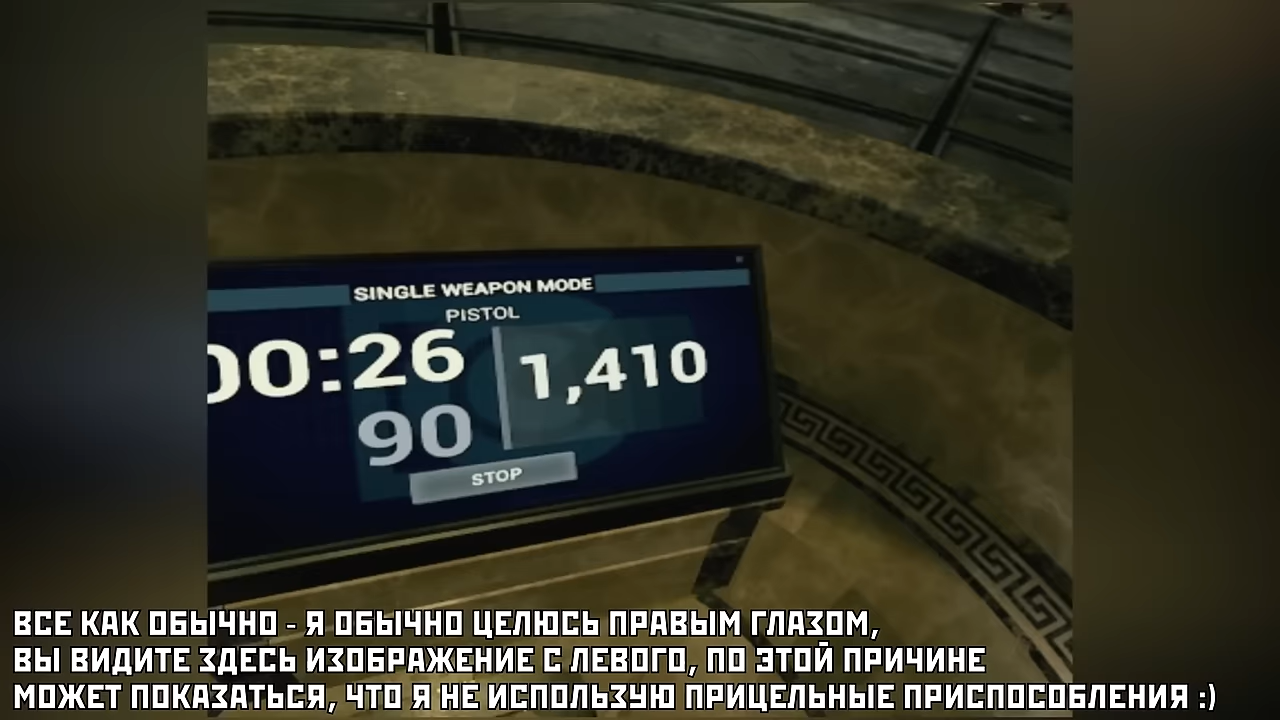 SINGLE WEAPON MODE
PISTOL
00:26
1,410
90
STOP
ВСЕ КАК ОБЫЧНО - Я ОБЫЧНО ЦЕЛЮСЬ ПРАВЫМ ГЛАЗОМ,
ВЫ ВИДИТЕ ЗДЕСЬ ИЗОБРАЖЕНИЕ С ЛЕВОГО, ПО ЭТОЙ ПРИЧИНЕ
МОЖЕТ ПОКАЗАТЬСЯ, ЧТО Я НЕ ИСПОЛЬЗУЮ ПРИЦЕЛЬНЫЕ ПРИСПОСОБЛЕНИЯ :)